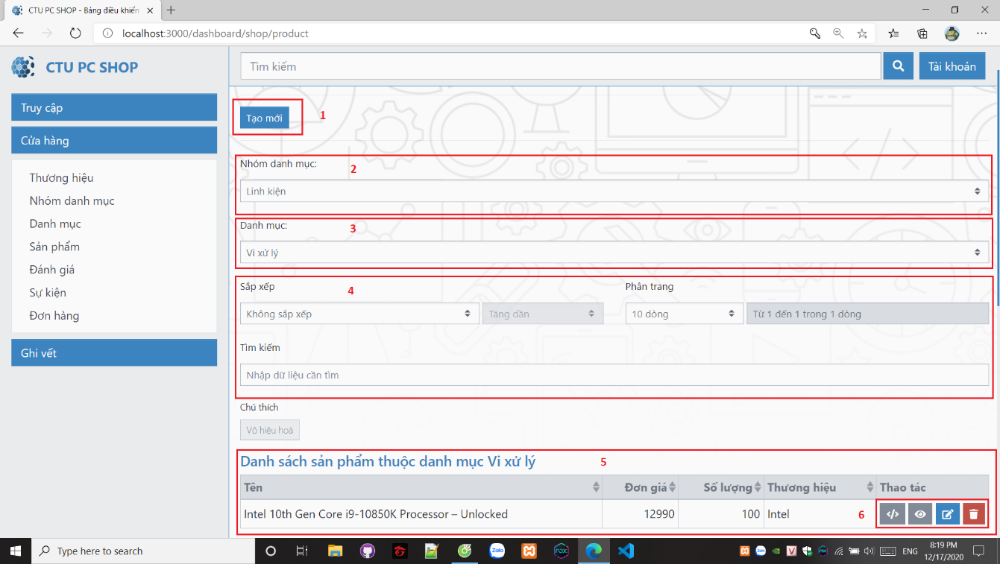 CTU PC SHOP - Bảng điều khiển
localhost:3000/dashboard/shop/product
CTU PC SHOP
Tìm kiếm
Tài khoản
Truy cập
Cửa hàng
Thương hiệu
Nhóm danh mục
Danh mục
Sản phẩm
Đánh giá
Sự kiện
Đơn hàng
Ghi vết
Tạo mới
1
Nhóm danh mục:
2
Linh kiện
Danh mục:
3
Vi xử lý
Sắp xếp
4
Phân trang
Không sắp xếp
Tăng dần
10 dòng
Từ 1 đến 1 trong 1 dòng
Tìm kiếm
Nhập dữ liệu cần tìm
Chú thích
Vô hiệu hoá
Danh sách sản phẩm thuộc danh mục Vi xử lý
5
Tên Đơn giá Số lượng Thương hiệu Thao tác
Intel 10th Gen Core i9-10850K Processor – Unlocked 12990 100 Intel 6
Type here to search
Zalo
NOX
ENG
8:19 PM
12/17/2020